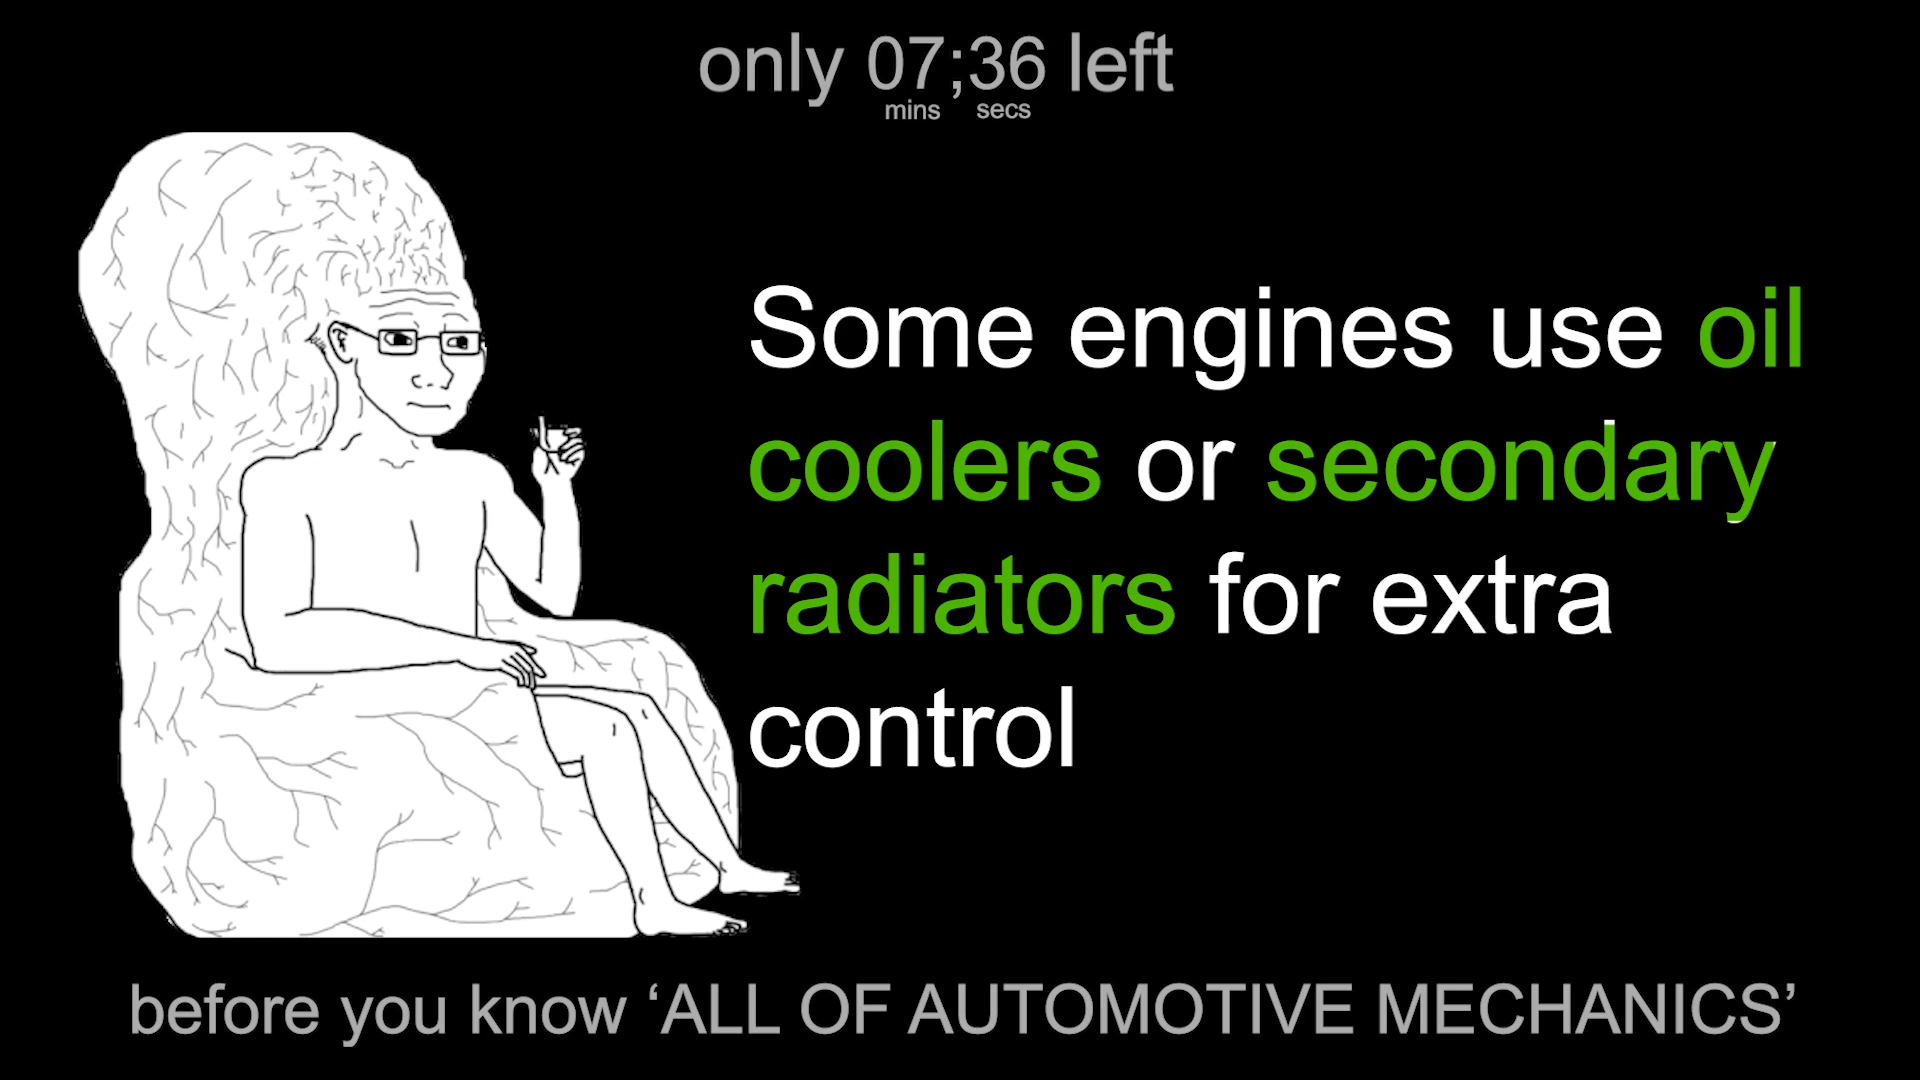 only 07;36 left
mins secs
Some engines use oil
coolers or secondary
radiators for extra
control
before you know ‘ALL OF AUTOMOTIVE MECHANICS’